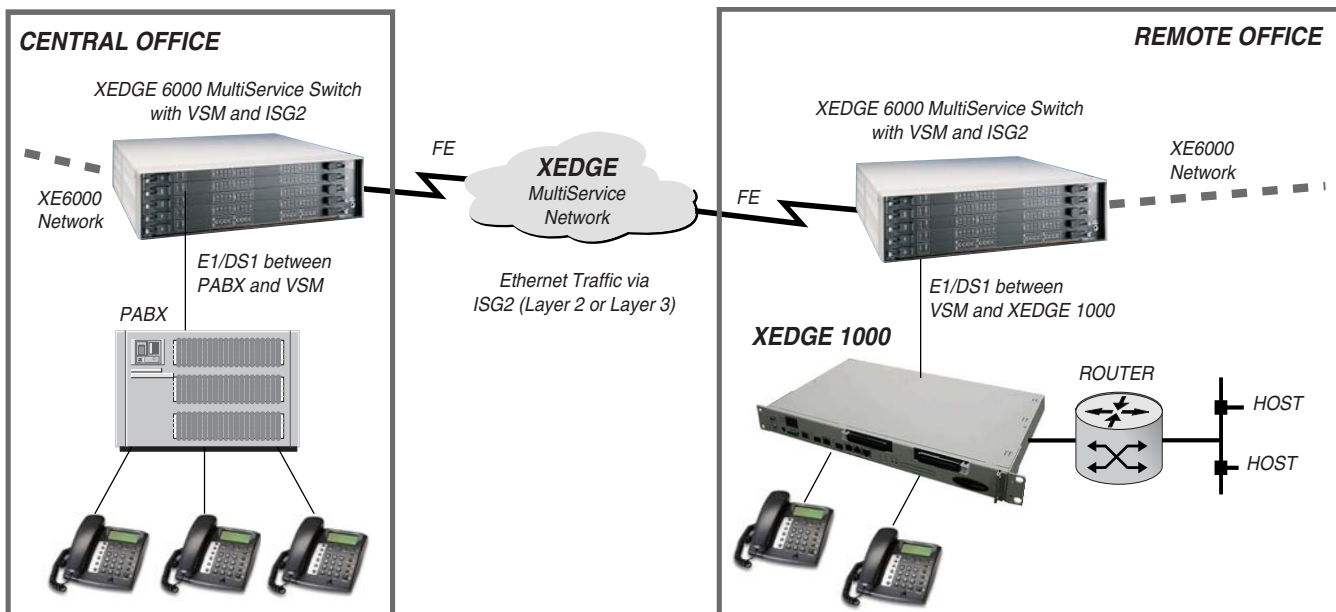 CENTRAL OFFICE
XEDGE 6000 MultiService Switch
with VSM and ISG2
XE6000
Network
E1/DS1 between
PABX and VSM
PABX
FE
XEDGE
MultiService
Network
FE
Ethernet Traffic via
ISG2 (Layer 2 or Layer 3)
REMOTE OFFICE
XEDGE 6000 MultiService Switch
with VSM and ISG2
XE6000
Network
E1/DS1 between
VSM and XEDGE 1000
XEDGE 1000
ROUTER
HOST
HOST